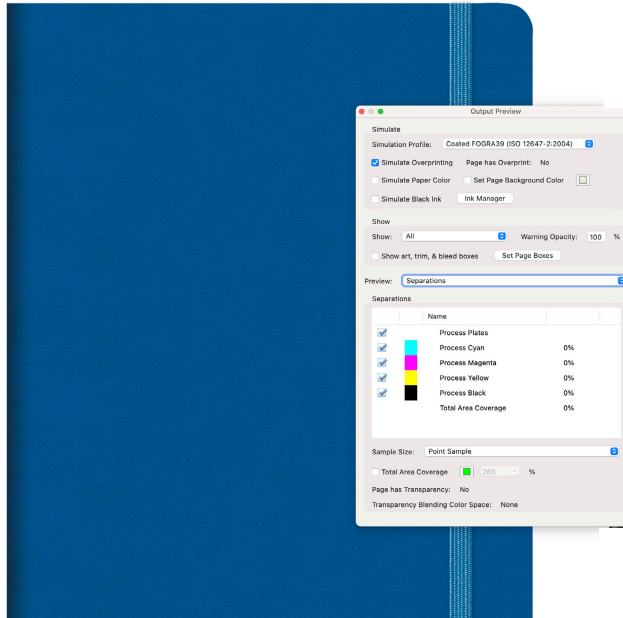 Output Preview
Simulate
Simulation Profile: Coated FOGRA39 (ISO 12647-2:2004)
Simulate Overprinting Page has Overprint: No
Simulate Paper Color Set Page Background Color
Simulate Black Ink Ink Manager
Show
Show: All Warning Opacity: 100 %
Show art, trim, & bleed boxes Set Page Boxes
Preview: Separations
Separations
Name
Process Plates
Process Cyan 0%
Process Magenta 0%
Process Yellow 0%
Process Black 0%
Total Area Coverage 0%
Sample Size: Point Sample
Total Area Coverage 280 %
Page has Transparency: No
Transparency Blending Color Space: None